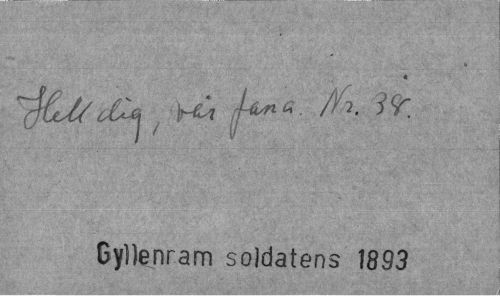 Hell dig, vår fana. Nr. 38.
Gyllenram soldatens 1893